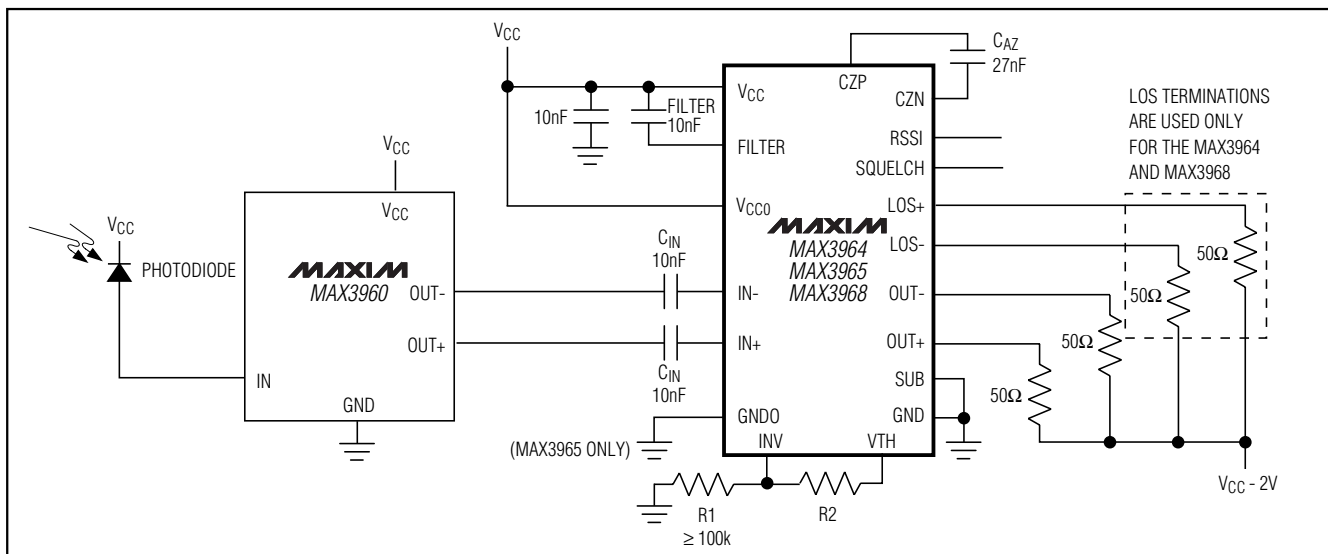 VCC
VCC
VCC
PHOTODIODE
IN
VCC
MAXIM
MAX3960
OUT-
OUT+
GND
10nF
FILTER
10nF
CIN
10nF
CIN
10nF
VCC
FILTER
VCCO
IN-
IN+
GNDO
(MAX3965 ONLY)
INV
VTH
R1
≥ 100k
R2
MAXIM
MAX3964
MAX3965
MAX3968
CZP
CZN
CAZ
27nF
RSSI
SQUELCH
LOS+
LOS-
OUT-
OUT+
SUB
GND
LOS TERMINATIONS
ARE USED ONLY
FOR THE MAX3964
AND MAX3968
50Ω
50Ω
50Ω
50Ω
VCC - 2V